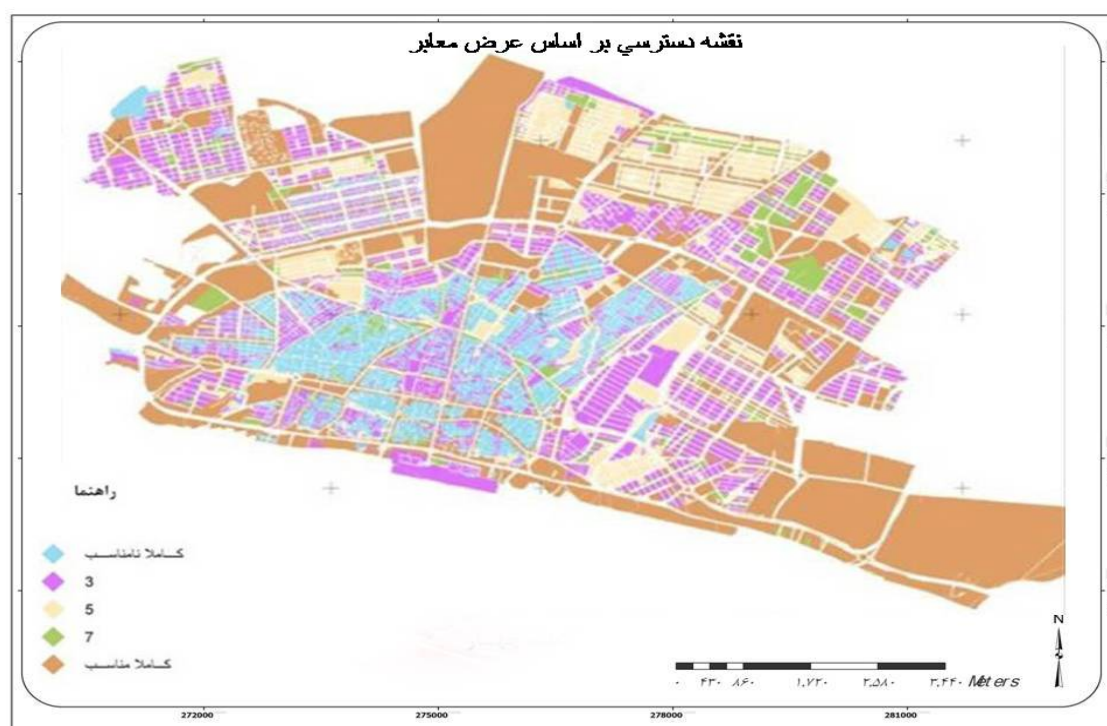 نقشه دسترسي بر اساس عرض معابر
راهنما
کاملا نامناسب
3
5
7
کاملا مناسب
N
۰ ۴۳۰ ۸۶۰ ۱,۷۲۰ ۲,۵۸۰ ۳,۴۴۰ Meters
272000 275000 278000 281000